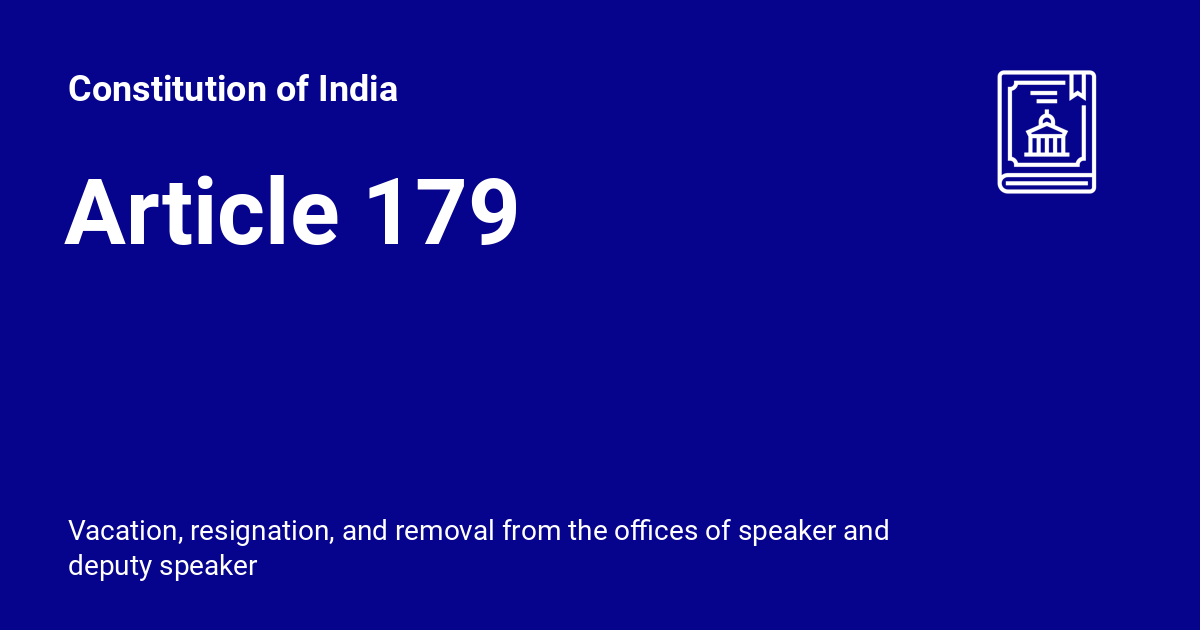 Constitution of India
Article 179
Vacation, resignation, and removal from the offices of speaker and
deputy speaker